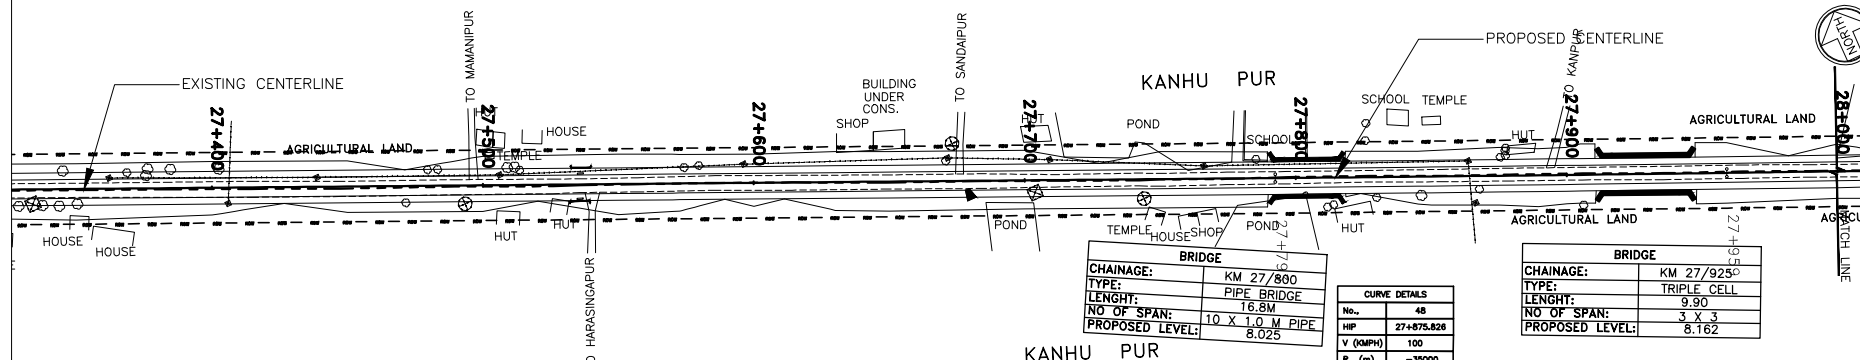 EXISTING CENTERLINE
TO MAMANIPUR
TO SANDAIPUR
KANHU PUR
PROPOSED CENTERLINE
TO KANPUR
NORTH
27+400
27+500
27+600
27+700
27+800
27+900
28+000
AGRICULTURAL LAND
HUT
HOUSE
TEMPLE
SHOP
BUILDING
UNDER
CONS.
HUT
POND
SCHOOL
SCHOOL TEMPLE
HUT
AGRICULTURAL LAND
HOUSE
HOUSE
HUT
HUT
POND
TEMPLE
HOUSE
SHOP
POND
HUT
AGRICULTURAL LAND
MATCH LINE
HARASINGAPUR
27+959
BRIDGE
CHAINAGE: KM 27/800
TYPE: PIPE BRIDGE
LENGHT: 16.8M
NO OF SPAN: 10 X 1.0 M PIPE
PROPOSED LEVEL: 8.025
CURVE DETAILS
No., 48
HIP 27+875.826
V (KMPH) 100
BRIDGE
CHAINAGE: KM 27/925
TYPE: TRIPLE CELL
LENGHT: 9.90
NO OF SPAN: 3 X 3
PROPOSED LEVEL: 8.162
KANHU PUR